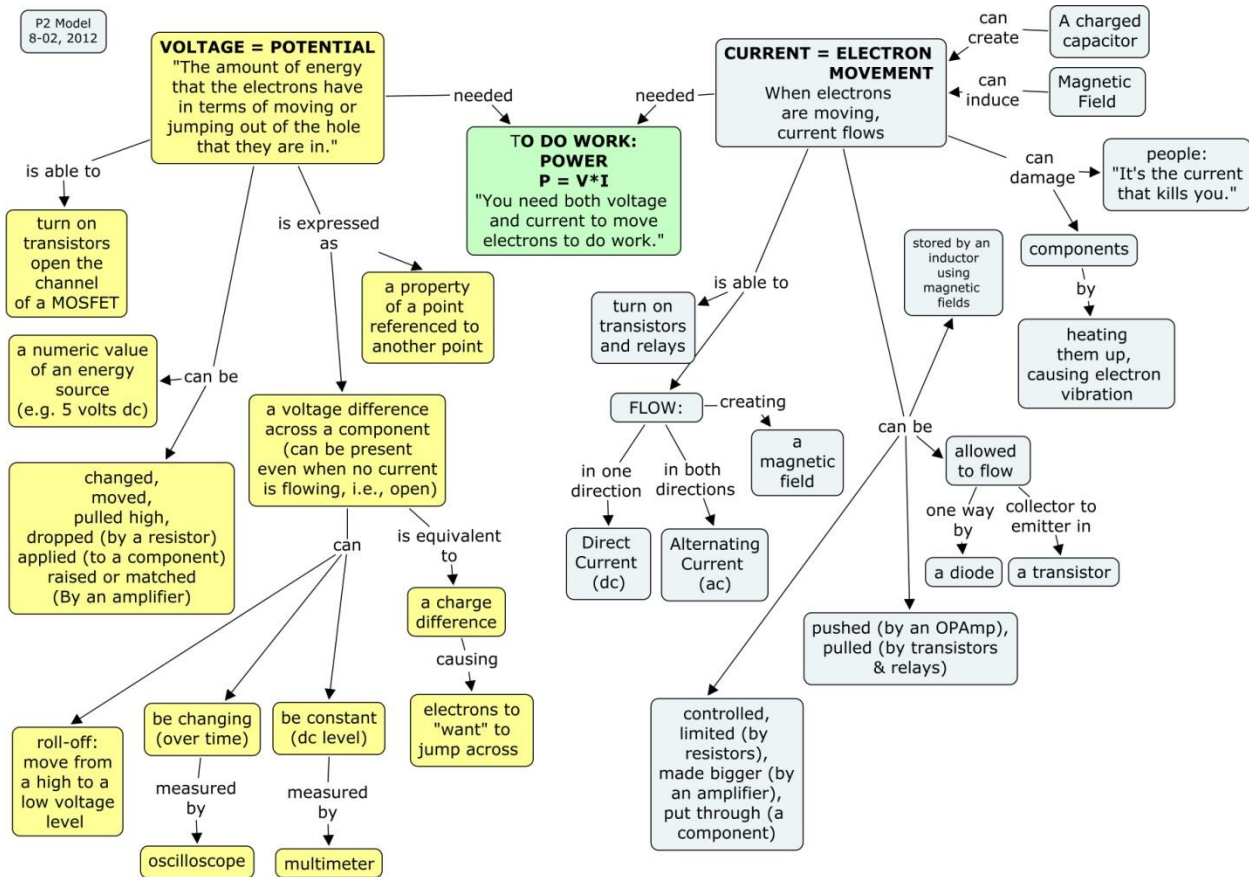 P2 Model
8-02, 2012
VOLTAGE = POTENTIAL
"The amount of energy
that the electrons have
in terms of moving or
jumping out of the hole
that they are in."
is able to
turn on
transistors
open the
channel
of a MOSFET
can be
a numeric value
of an energy
source
(e.g. 5 volts dc)
changed,
moved,
pulled high,
dropped (by a resistor)
applied (to a component)
raised or matched
(By an amplifier)
is expressed
as
a property
of a point
referenced to
another point
a voltage difference
across a component
(can be present
even when no current
is flowing, i.e., open)
can
roll-off:
move from
a high to a
low voltage
level
be changing
(over time)
measured
by
oscilloscope
be constant
(dc level)
measured
by
multimeter
is equivalent
to
a charge
difference
causing
electrons to
"want" to
jump across
needed
needed
TO DO WORK:
POWER
P = V*I
"You need both voltage
and current to move
electrons to do work."
CURRENT = ELECTRON
MOVEMENT
When electrons
are moving,
current flows
can
create
A charged
capacitor
can
induce
Magnetic
Field
can
damage
people:
"It's the current
that kills you."
components
by
heating
them up,
causing electron
vibration
is able to
turn on
transistors
and relays
FLOW:
creating
a
magnetic
field
in one
direction
Direct
Current
(dc)
in both
directions
Alternating
Current
(ac)
can be
stored by an
inductor
using
magnetic
fields
allowed
to flow
one way
by
a diode
collector to
emitter in
a transistor
pushed (by an OPAmp),
pulled (by transistors
& relays)
controlled,
limited (by
resistors),
made bigger (by
an amplifier),
put through (a
component)